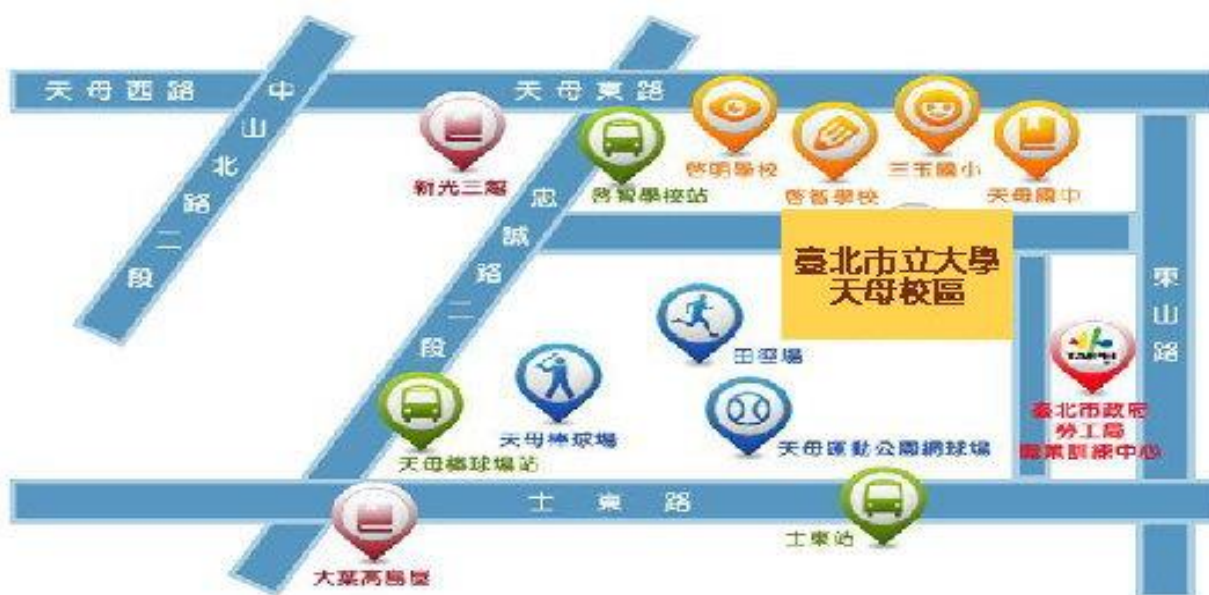 天母西路
中山北路二段
天母東路
新光三越
啓智學校站
啓明學校
啓智學校
三玉國小
天母國中
忠誠路二段
臺北市立大學
天母校區
東山路
田徑場
天母棒球場
天母棒球場站
天母運動公園網球場
TAIPEI
臺北市政府
勞工局
職業訓練中心
士東路
士東站
大葉高島屋